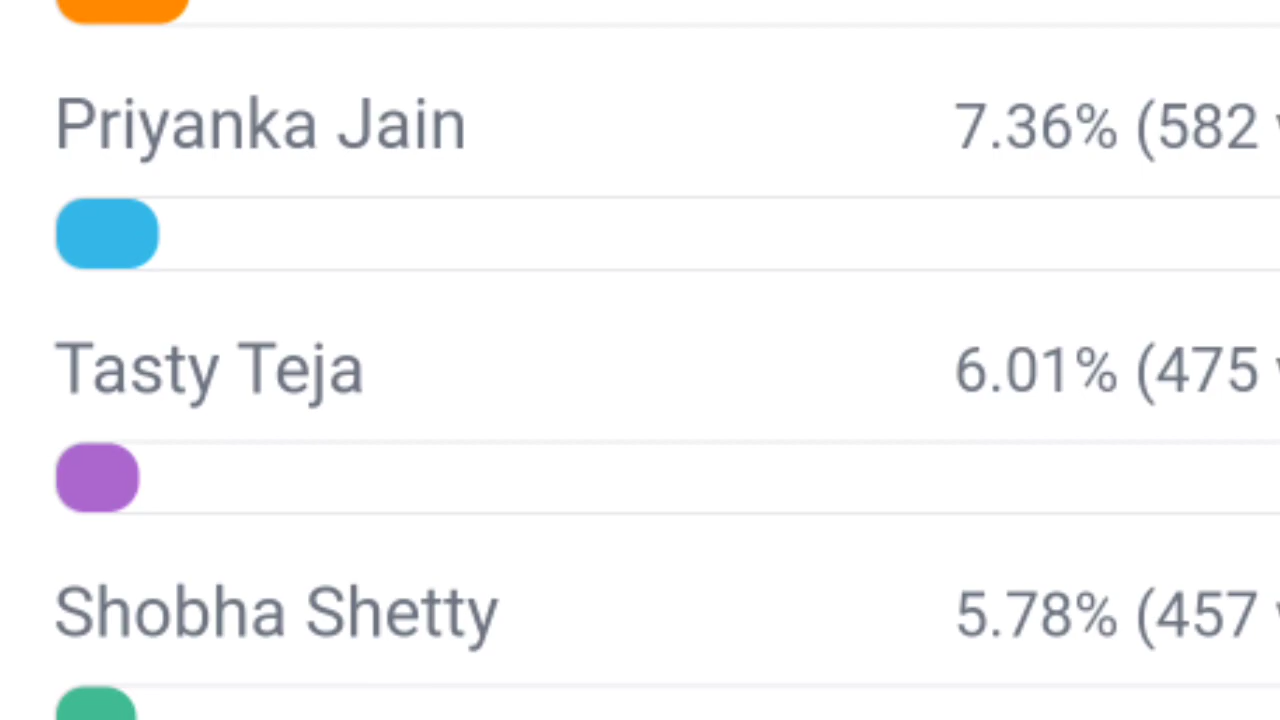 Priyanka Jain 7.36% (582
Tasty Teja 6.01% (475
Shobha Shetty 5.78% (457